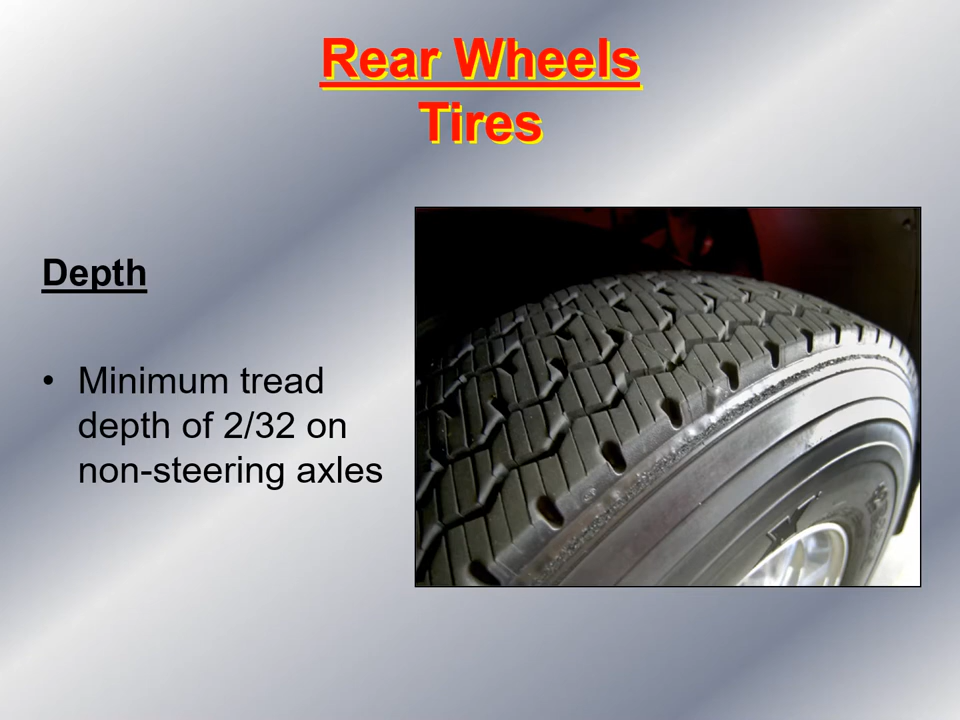 Rear Wheels
Tires
Depth
• Minimum tread
depth of 2/32 on
non-steering axles